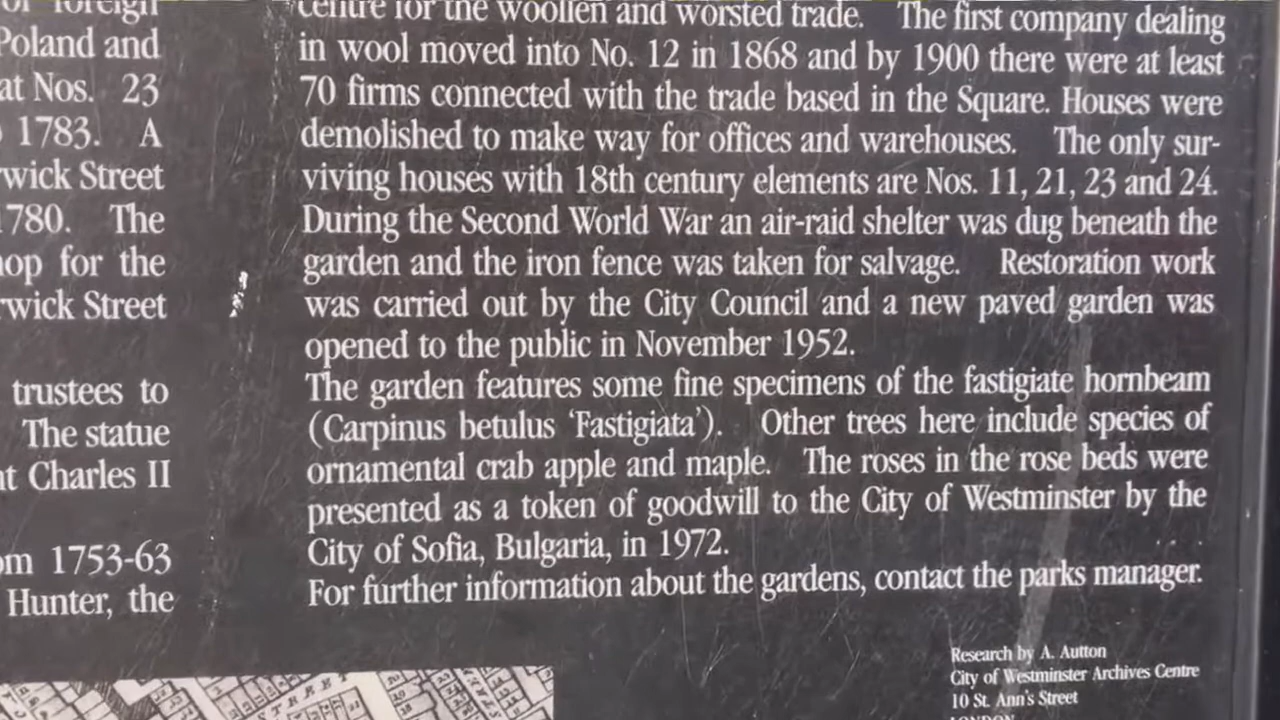 of foreign
Poland and
at Nos. 23
1783. A
wick Street
1780. The
op for the
wick Street
trustees to
The statue
Charles II
1753-63
Hunter, the
centre for the woollen and worsted trade. The first company dealing
in wool moved into No. 12 in 1868 and by 1900 there were at least
70 firms connected with the trade based in the Square. Houses were
demolished to make way for offices and warehouses. The only sur-
viving houses with 18th century elements are Nos. 11, 21, 23 and 24.
During the Second World War an air-raid shelter was dug beneath the
garden and the iron fence was taken for salvage. Restoration work
was carried out by the City Council and a new paved garden was
opened to the public in November 1952.
The garden features some fine specimens of the fastigiate hornbeam
(Carpinus betulus 'Fastigiata'). Other trees here include species of
ornamental crab apple and maple. The roses in the rose beds were
presented as a token of goodwill to the City of Westminster by the
City of Sofia, Bulgaria, in 1972.
For further information about the gardens, contact the parks manager.
Research by A. Autton
City of Westminster Archives Centre
10 St. Ann's Street
LONDON
STREET